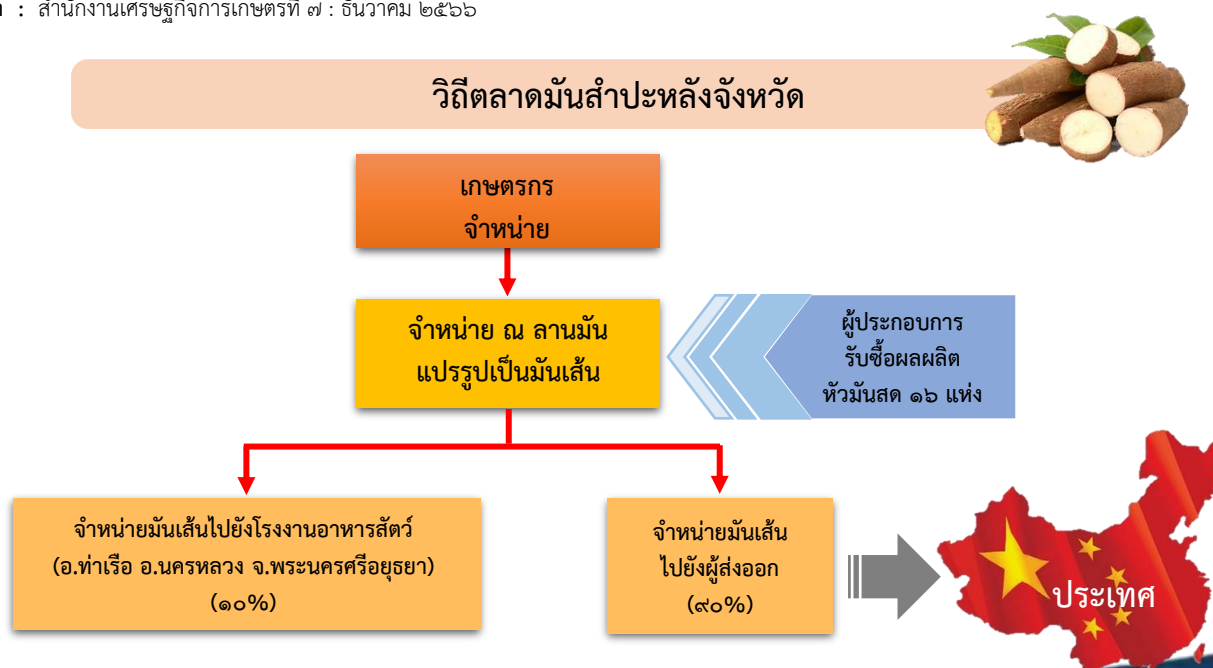 : สำนักงานเศรษฐกิจการเกษตรที่ ๗ : ธันวาคม ๒๕๖๖
วิถีตลาดมันสำปะหลังจังหวัด
เกษตรกร
จำหน่าย
จำหน่าย ณ ลานมัน
แปรรูปเป็นมันเส้น
ผู้ประกอบการ
รับซื้อผลผลิต
หัวมันสด ๑๖ แห่ง
จำหน่ายมันเส้นไปยังโรงงานอาหารสัตว์
(อ.ท่าเรือ อ.นครหลวง จ.พระนครศรีอยุธยา)
(๑๐%)
จำหน่ายมันเส้น
ไปยังผู้ส่งออก
(๙๐%)
ประเทศ